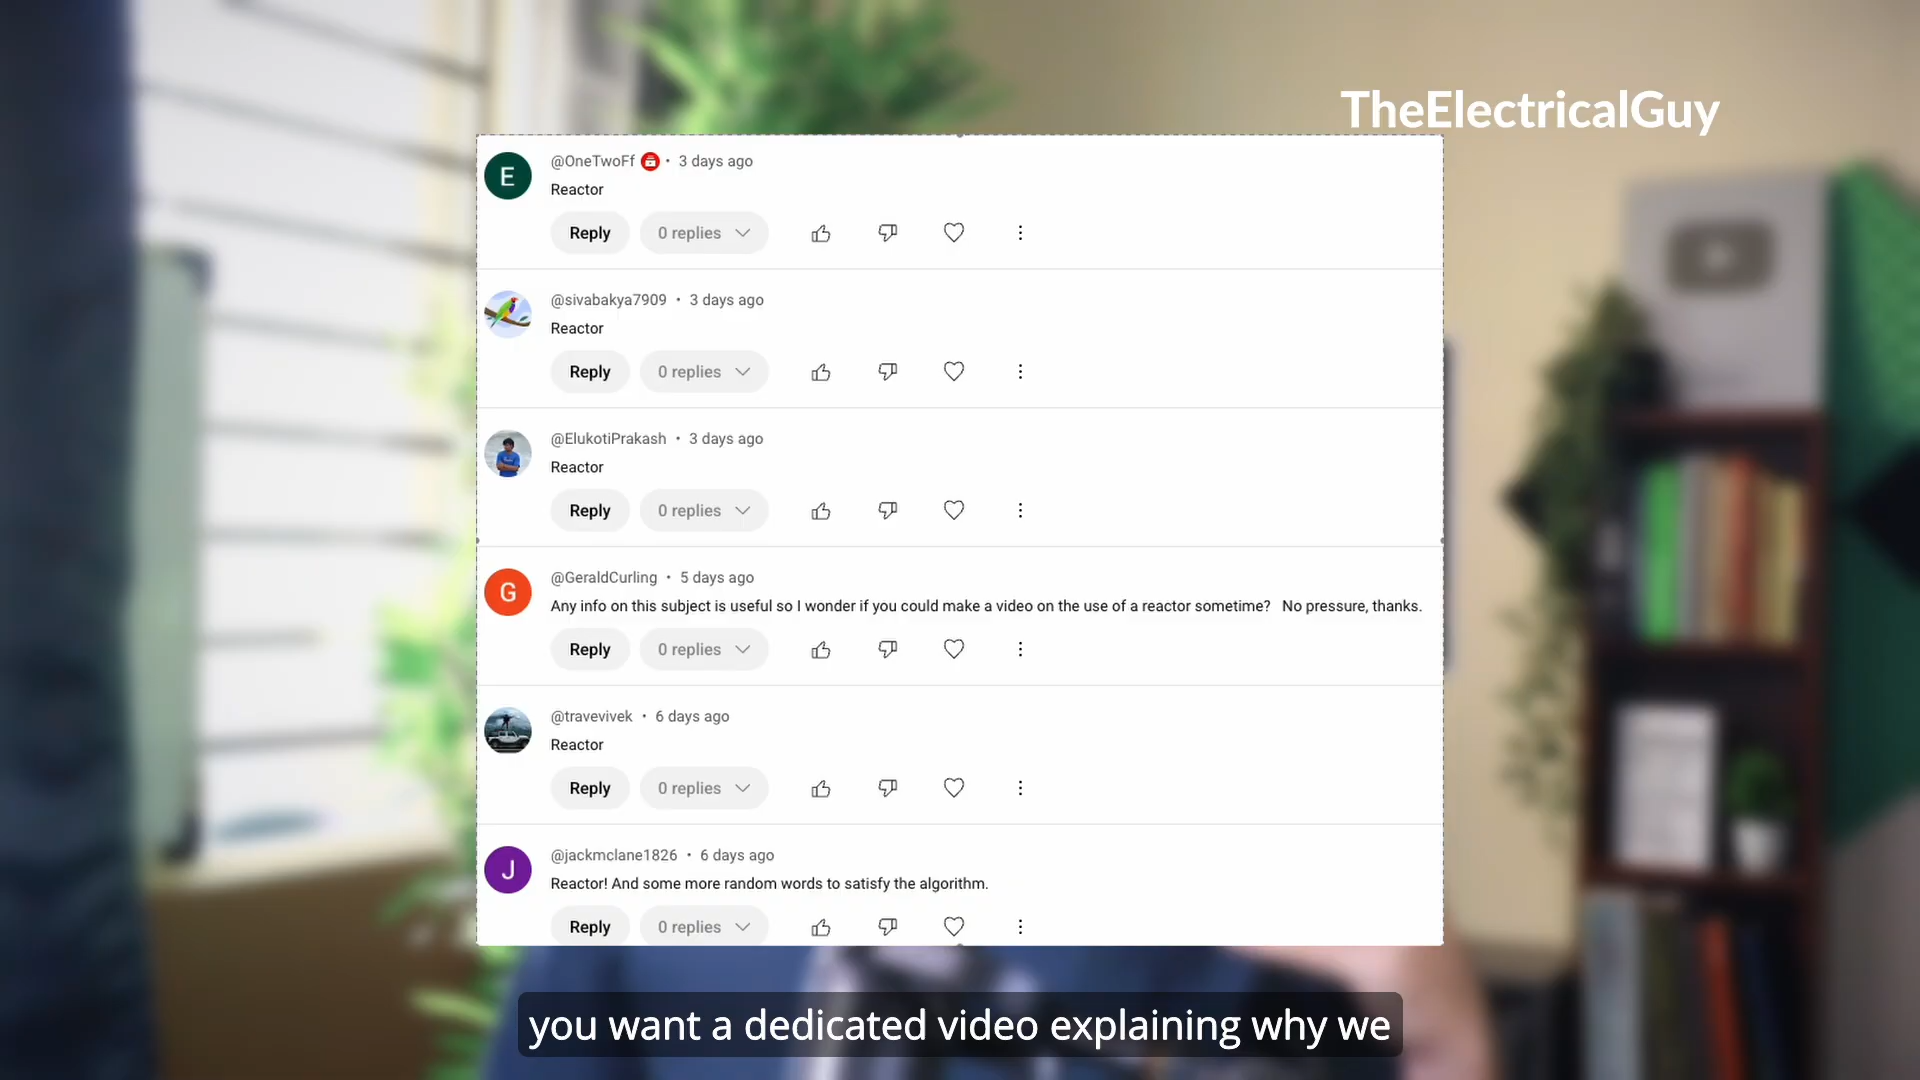 TheElectricalGuy
E
@OneTwoFf • 3 days ago
Reactor
Reply 0 replies
@sivabakya7909 • 3 days ago
Reactor
Reply 0 replies
@ElukotiPrakash • 3 days ago
Reactor
Reply 0 replies
G
@GeraldCurling • 5 days ago
Any info on this subject is useful so I wonder if you could make a video on the use of a reactor sometime? No pressure, thanks.
Reply 0 replies
@travevivek • 6 days ago
Reactor
Reply 0 replies
J
@jackmclane1826 • 6 days ago
Reactor! And some more random words to satisfy the algorithm.
Reply 0 replies
you want a dedicated video explaining why we